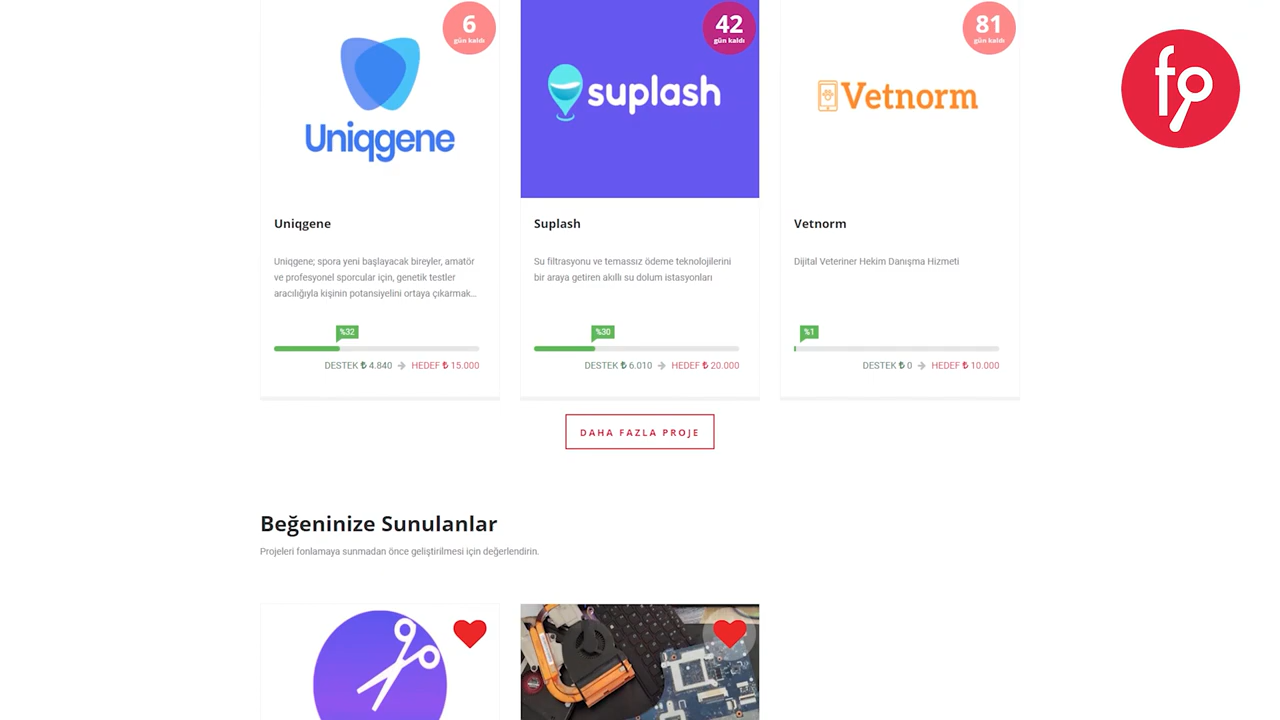 6
gün kaldı
Uniqgene
42
gün kaldı
suplash
81
gün kaldı
Vetnorm
fo
Uniqgene
Uniqgene; spora yeni başlayacak bireyler, amatör
ve profesyonel sporcular için, genetik testler
aracılığıyla kişinin potansiyelini ortaya çıkarmak...
%32
DESTEK ₺ 4.840 → HEDEF ₺ 15.000
Suplash
Su filtrasyonu ve temassız ödeme teknolojilerini
bir araya getiren akıllı su dolum istasyonları
%30
DESTEK ₺ 6.010 → HEDEF ₺ 20.000
Vetnorm
Dijital Veteriner Hekim Danışma Hizmeti
%1
DESTEK ₺ 0 → HEDEF ₺ 10.000
DAHA FAZLA PROJE
Beğeninize Sunulanlar
Projeleri fonlamaya sunmadan önce geliştirilmesi için değerlendirin.